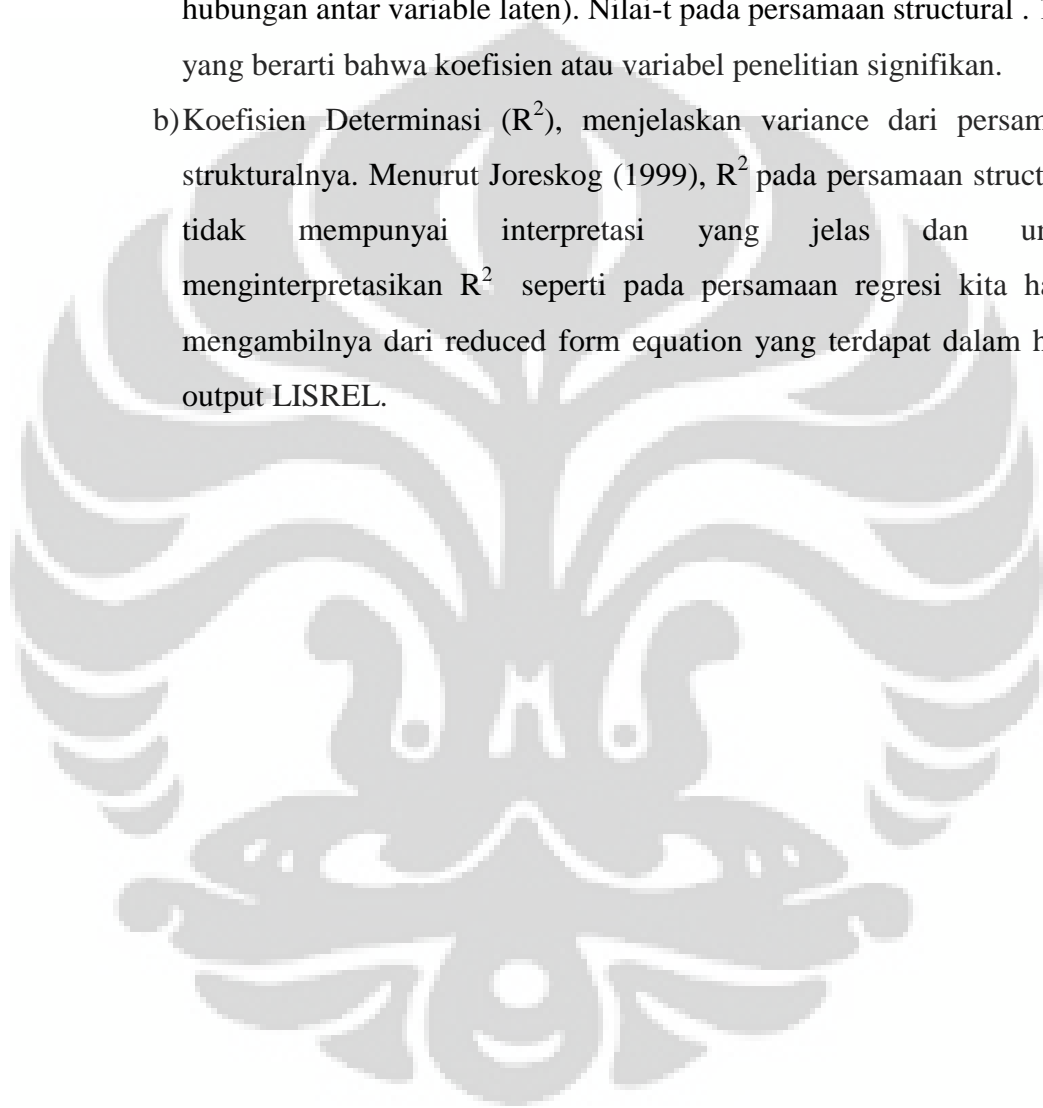 hubungan antar variable laten). Nilai-t pada persamaan structural .
yang berarti bahwa koefisien atau variabel penelitian signifikan.
b)Koefisien Determinasi (R²), menjelaskan variance dari persam
strukturalnya. Menurut Joreskog (1999), R² pada persamaan struct
tidak mempunyai interpretasi yang jelas dan un
menginterpretasikan R² seperti pada persamaan regresi kita ha
mengambilnya dari reduced form equation yang terdapat dalam h
output LISREL.